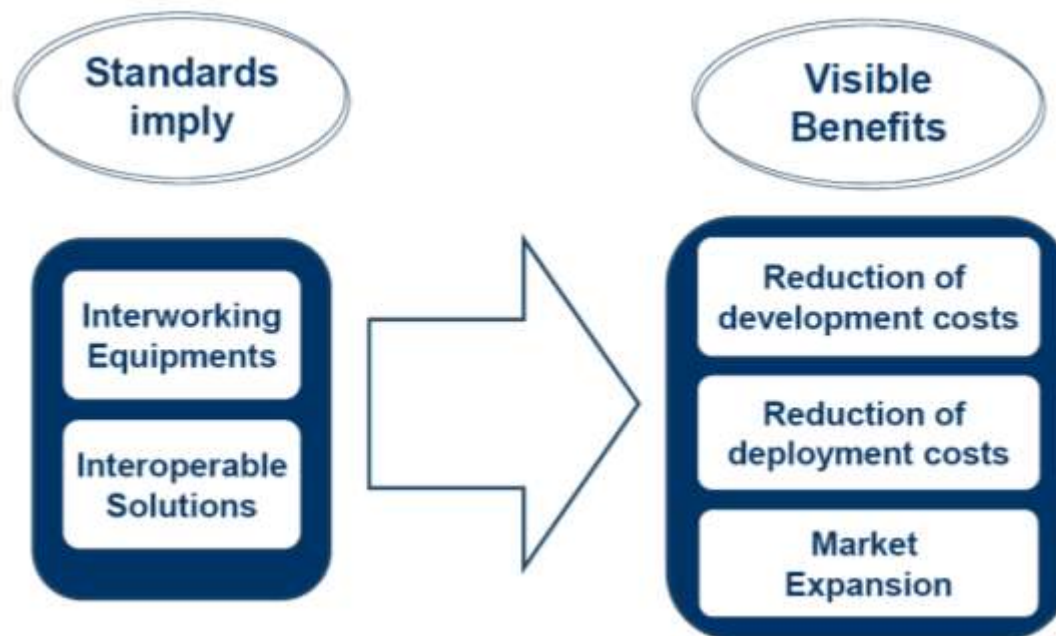 Standards
imply
Interworking
Equipments
Interoperable
Solutions
Visible
Benefits
Reduction of
development costs
Reduction of
deployment costs
Market
Expansion